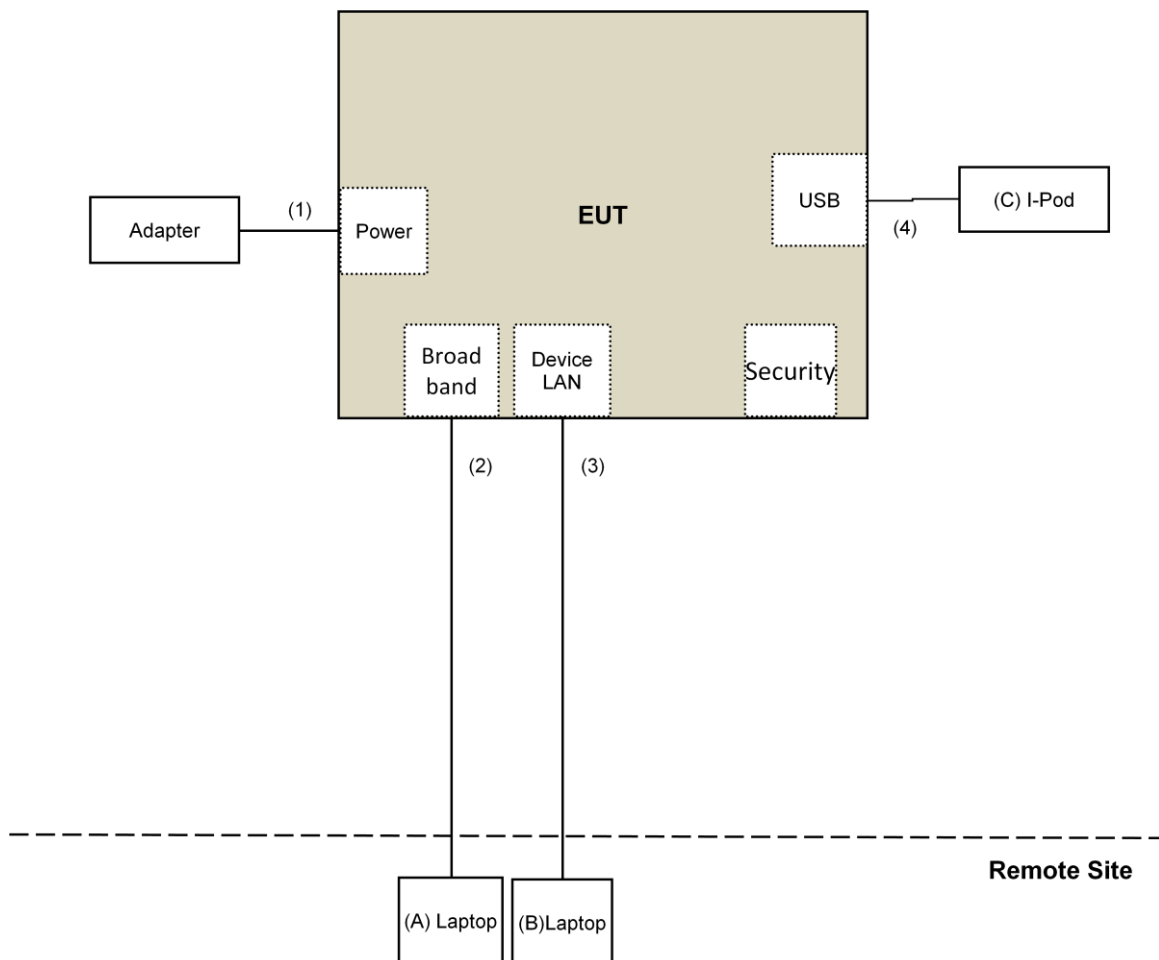 EUT
USB
(C) I-Pod
(4)
(1)
Adapter
Power
Broad
band
Device
LAN
Security
(2)
(3)
Remote Site
(A) Laptop
(B)Laptop